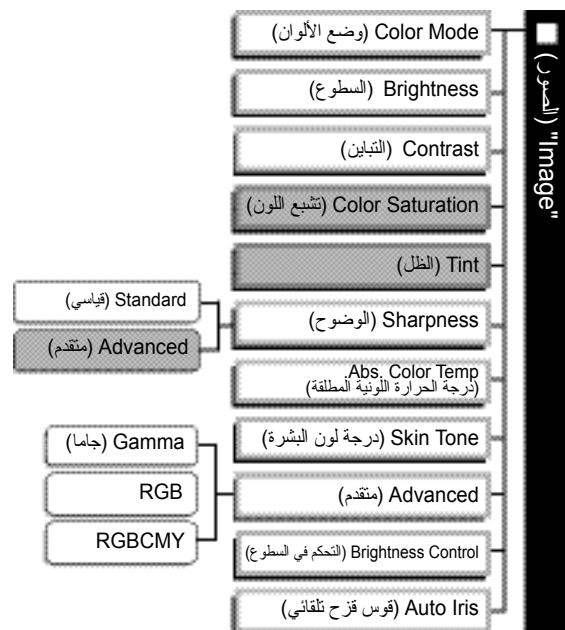 ■ "Image" (الصور)
Color Mode (وضع الألوان)
Brightness (السطوع)
Contrast (التباين)
Color Saturation (تشبع اللون)
Tint (الظل)
Sharpness (الوضوح)
Standard (قياسي)
Advanced (متقدم)
Abs. Color Temp.
(درجة الحرارة اللونية المطلقة)
Skin Tone (درجة لون البشرة)
Advanced (متقدم)
Gamma (جاما)
RGB
RGBCMY
Brightness Control (التحكم في السطوع)
Auto Iris (قوس قزح تلقائي)